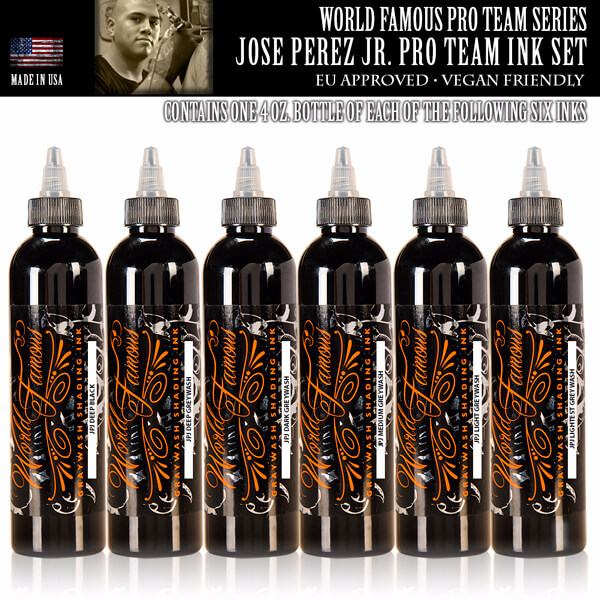 WORLD FAMOUS PRO TEAM SERIES
JOSE PEREZ JR. PRO TEAM INK SET
EU APPROVED • VEGAN FRIENDLY
MADE IN USA
CONTAINS ONE 4 OZ. BOTTLE OF EACH OF THE FOLLOWING SIX INKS
World Famous
GREYWASH SHADING INK
JPJ DEEP BLACK
World Famous
GREYWASH SHADING INK
JPJ DEEP GREYWASH
World Famous
GREYWASH SHADING INK
JPJ DARK GREYWASH
World Famous
GREYWASH SHADING INK
JPJ MEDIUM GREYWASH
World Famous
GREYWASH SHADING INK
JPJ LIGHT GREYWASH
World Famous
GREYWASH SHADING INK
JPJ LIGHTEST GREYWASH